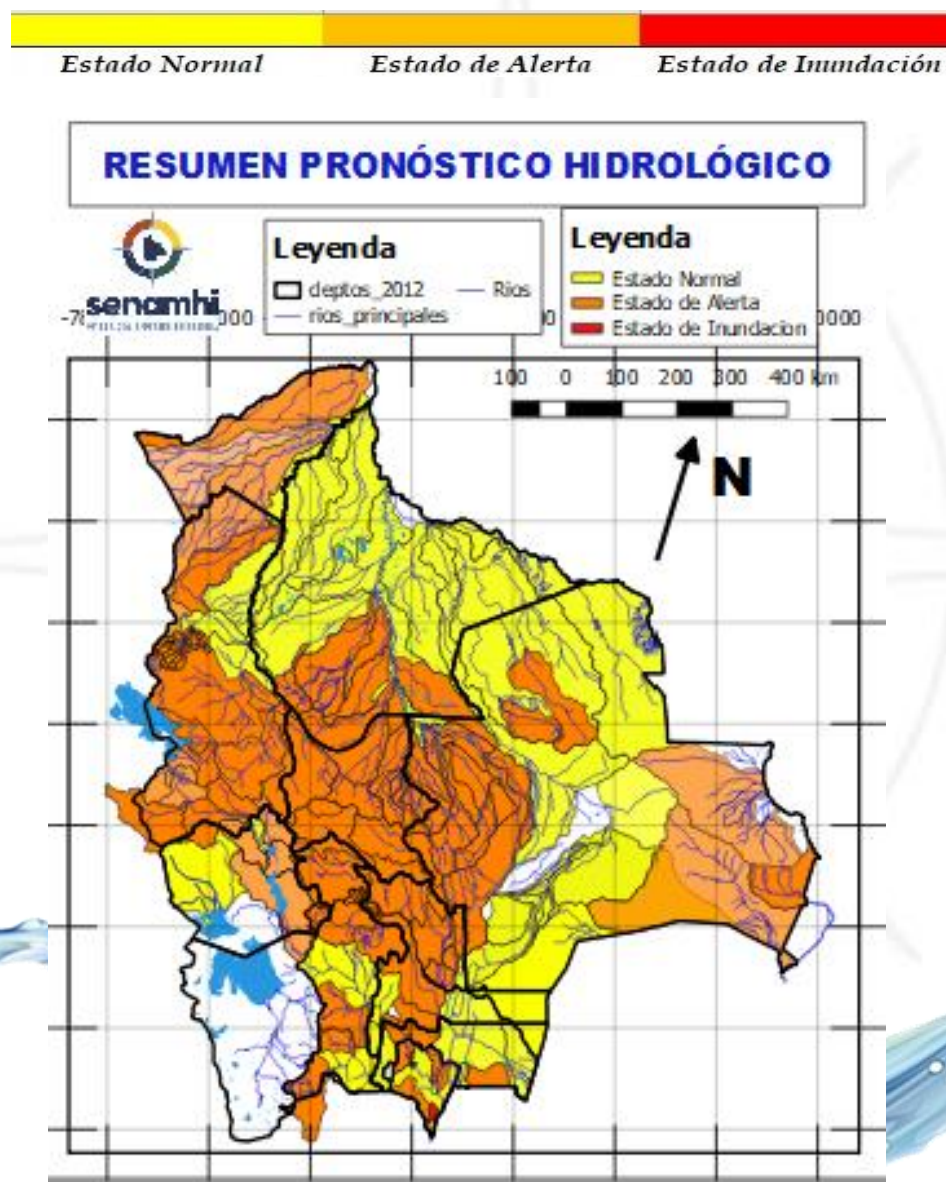 Estado Normal
Estado de Alerta
Estado de Inundación
RESUMEN PRONÓSTICO HIDROLÓGICO
senamhi
Leyenda
deptos_2012
Rios
rios_principales
Leyenda
Estado Normal
Estado de Alerta
Estado de Inundacion
100 0 100 200 300 400 km
N